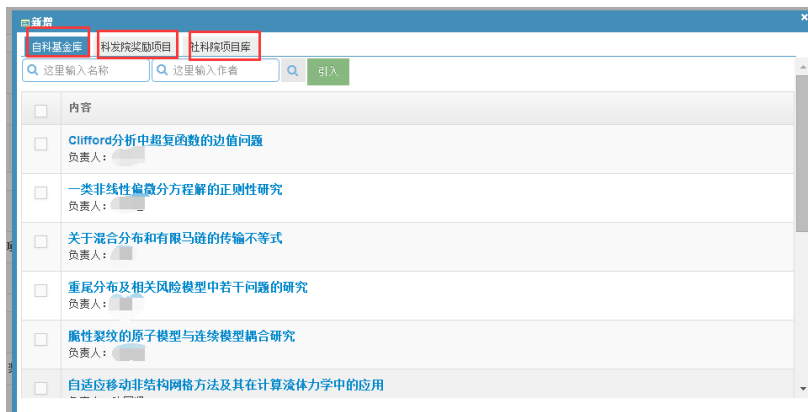 新增
×
自科基金库 科发院奖励项目 社科院项目库
这里输入名称 这里输入作者 引入
内容
Clifford分析中超复函数的边值问题
负责人：
一类非线性偏微分方程解的正则性研究
负责人：
关于混合分布和有限马链的传输不等式
负责人：
重尾分布及相关风险模型中若干问题的研究
负责人：
脆性裂纹的原子模型与连续模型耦合研究
负责人：
自适应移动非结构网格方法及其在计算流体力学中的应用